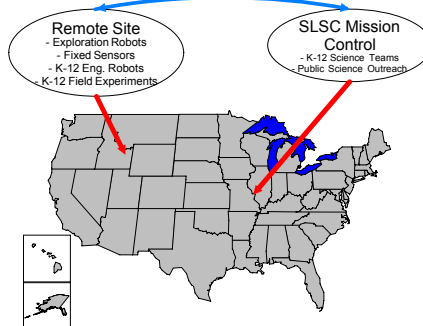 Remote Site
- Exploration Robots
- Fixed Sensors
- K-12 Eng. Robots
- K-12 Field Experiments
SLSC Mission
Control
- K-12 Science Teams
- Public Science Outreach